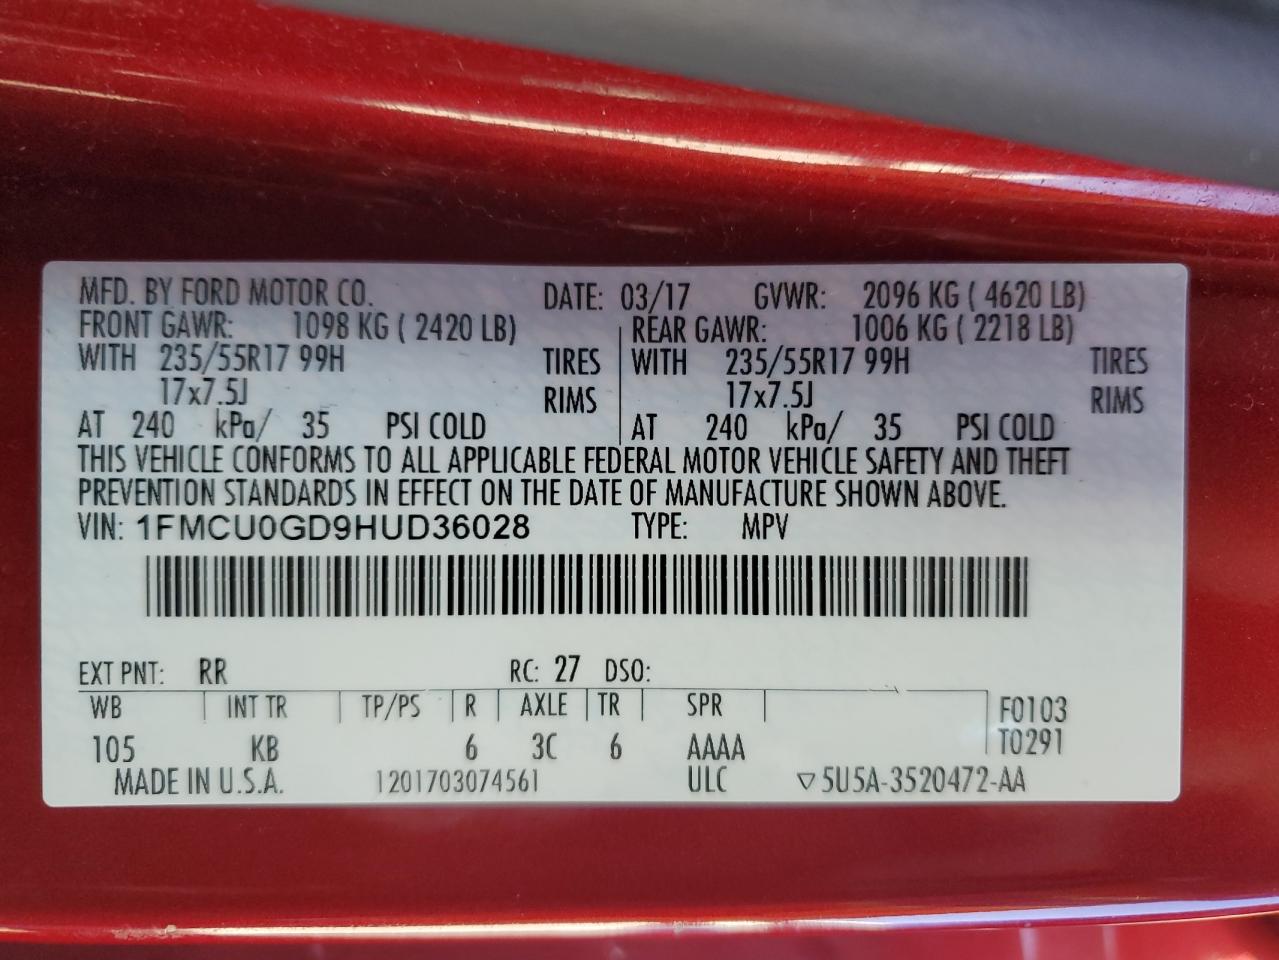 MFD. BY FORD MOTOR CO. DATE: 03/17 GVWR: 2096 KG ( 4620 LB)
FRONT GAWR: 1098 KG ( 2420 LB) REAR GAWR: 1006 KG ( 2218 LB)
WITH 235/55R17 99H TIRES WITH 235/55R17 99H TIRES
17x7.5J RIMS 17x7.5J RIMS
AT 240 kPa/ 35 PSI COLD AT 240 kPa/ 35 PSI COLD
THIS VEHICLE CONFORMS TO ALL APPLICABLE FEDERAL MOTOR VEHICLE SAFETY AND THEFT
PREVENTION STANDARDS IN EFFECT ON THE DATE OF MANUFACTURE SHOWN ABOVE.
VIN: 1FMCU0GD9HUD36028 TYPE: MPV
EXT PNT: RR RC: 27 DSO:
WB INT TR TP/PS R AXLE TR SPR F0103
105 KB 6 3C 6 AAAA T0291
MADE IN U.S.A. 1201703074561 ULC ▽5U5A-3520472-AA